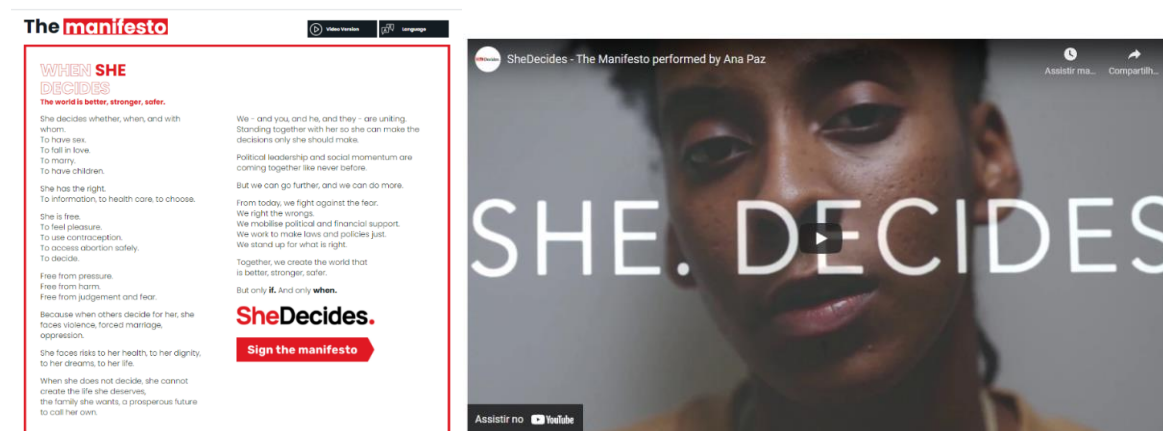 The manifesto
Video Version
Language
WHEN SHE
DECIDES
The world is better, stronger, safer.
She decides whether, when, and with
whom.
To have sex.
To fall in love.
To marry.
To have children.
She has the right.
To information, to health care, to choose.
She is free.
To feel pleasure.
To use contraception.
To access abortion safely.
To decide.
Free from pressure.
Free from harm.
Free from judgement and fear.
Because when others decide for her, she
faces violence, forced marriage,
oppression.
She faces risks to her health, to her dignity,
to her dreams, to her life.
When she does not decide, she cannot
create the life she deserves,
the family she wants, a prosperous future
to call her own.
We - and you, and he, and they - are uniting.
Standing together with her so she can make the
decisions only she should make.
Political leadership and social momentum are
coming together like never before.
But we can go further, and we can do more.
From today, we fight against the fear.
We right the wrongs.
We mobilise political and financial support.
We work to make laws and policies just.
We stand up for what is right.
Together, we create the world that
is better, stronger, safer.
But only if. And only when.
SheDecides.
Sign the manifesto
SheDecides
SheDecides - The Manifesto performed by Ana Paz
Assistir ma...
Compartilh...
SHE. DECIDES
Assistir no YouTube